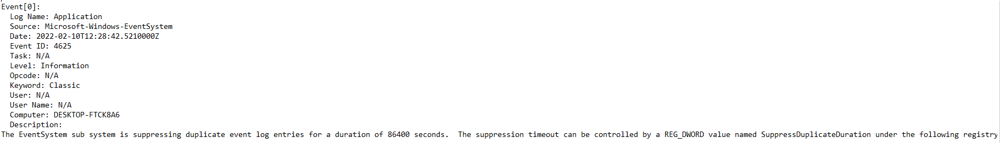 Event[0]:
  Log Name: Application
  Source: Microsoft-Windows-EventSystem
  Date: 2022-02-10T12:28:42.5210000Z
  Event ID: 4625
  Task: N/A
  Level: Information
  Opcode: N/A
  Keyword: Classic
  User: N/A
  User Name: N/A
  Computer: DESKTOP-FTCK8A6
  Description:
The EventSystem sub system is suppressing duplicate event log entries for a duration of 86400 seconds.  The suppression timeout can be controlled by a REG_DWORD value named SuppressDuplicateDuration under the following registry